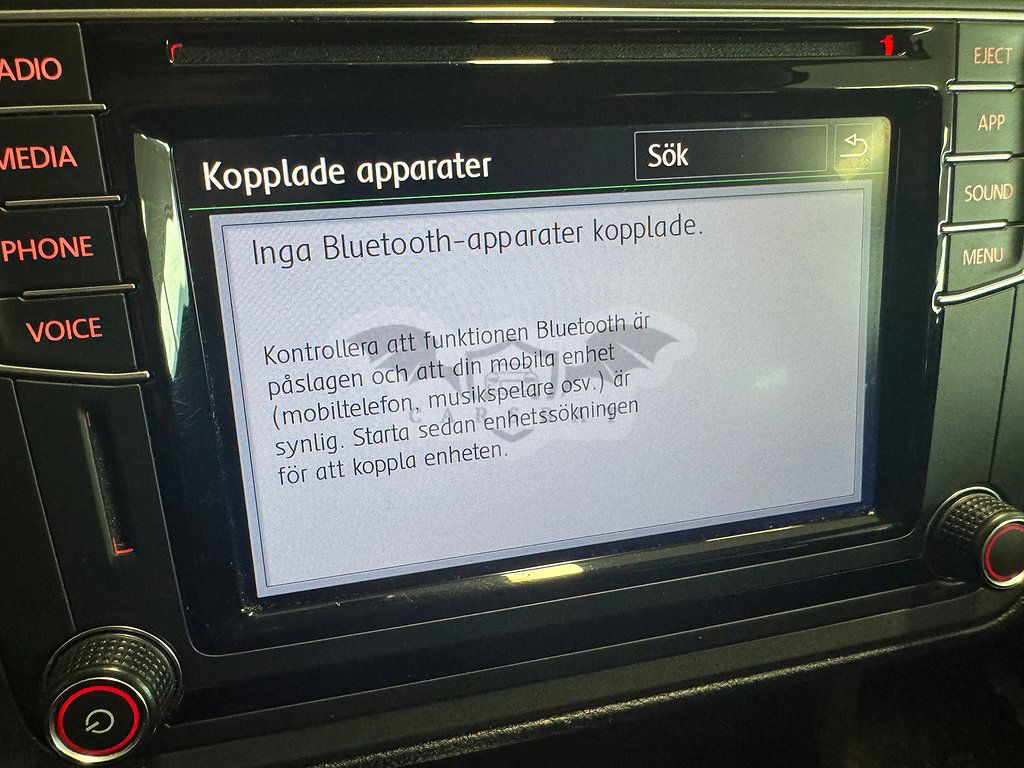 RADIO
MEDIA
PHONE
VOICE
EJECT
APP
SOUND
MENU
Kopplade apparater
Sök
Inga Bluetooth-apparater kopplade.
Kontrollera att funktionen Bluetooth är
påslagen och att din mobila enhet
(mobiltelefon, musikspelare osv.) är
synlig. Starta sedan enhetssökningen
för att koppla enheten.